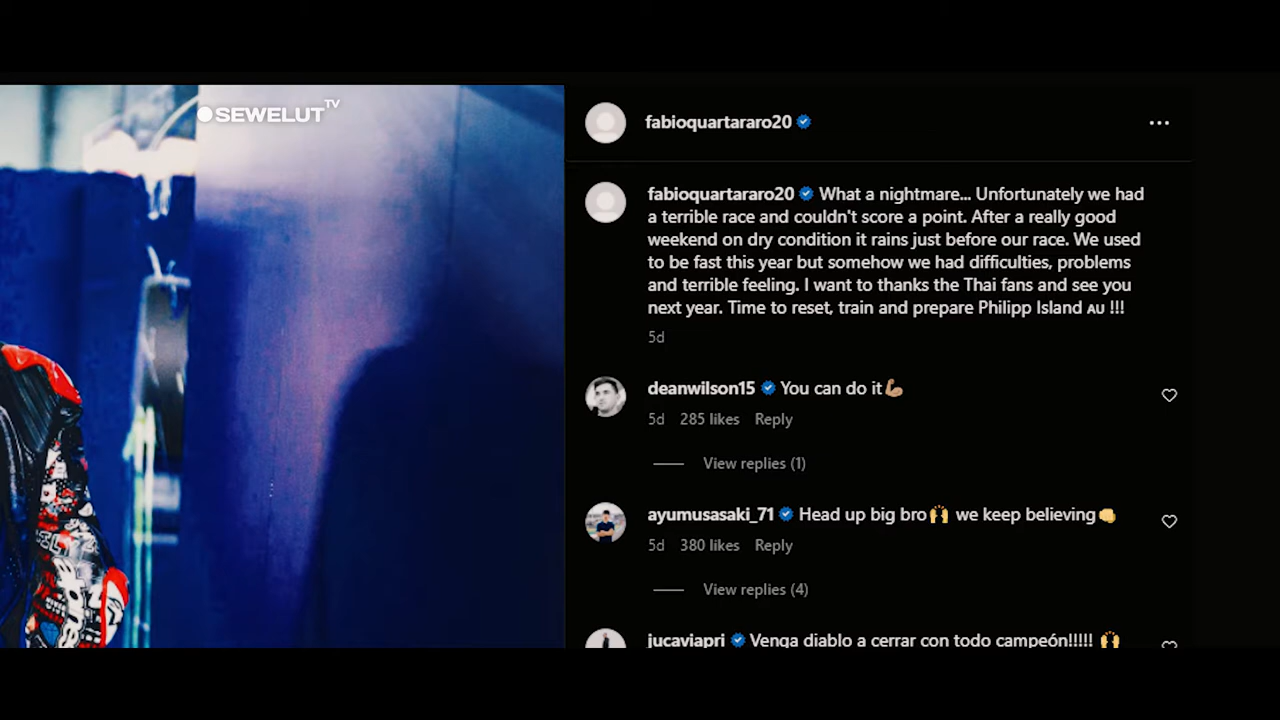 SEWELUT TV
fabioquartararo20
fabioquartararo20 What a nightmare... Unfortunately we had
a terrible race and couldn't score a point. After a really good
weekend on dry condition it rains just before our race. We used
to be fast this year but somehow we had difficulties, problems
and terrible feeling. I want to thanks the Thai fans and see you
next year. Time to reset, train and prepare Philipp Island AU !!!
5d
deanwilson15 You can do it💪🏽
5d 285 likes Reply
View replies (1)
ayumusasaki_71 Head up big bro🙌 we keep believing👊
5d 380 likes Reply
View replies (4)
jucaviapri Venga diablo a cerrar con todo campeón!!!!! 🙌